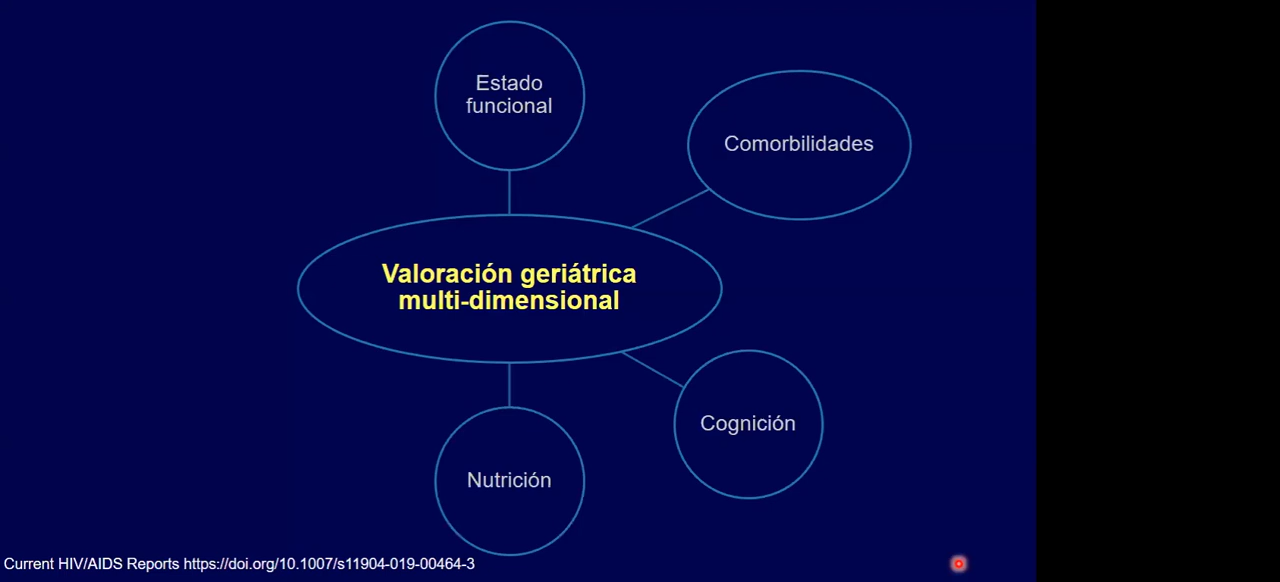 Estado
funcional
Comorbilidades
Valoración geriátrica
multi-dimensional
Cognición
Nutrición
Current HIV/AIDS Reports https://doi.org/10.1007/s11904-019-00464-3